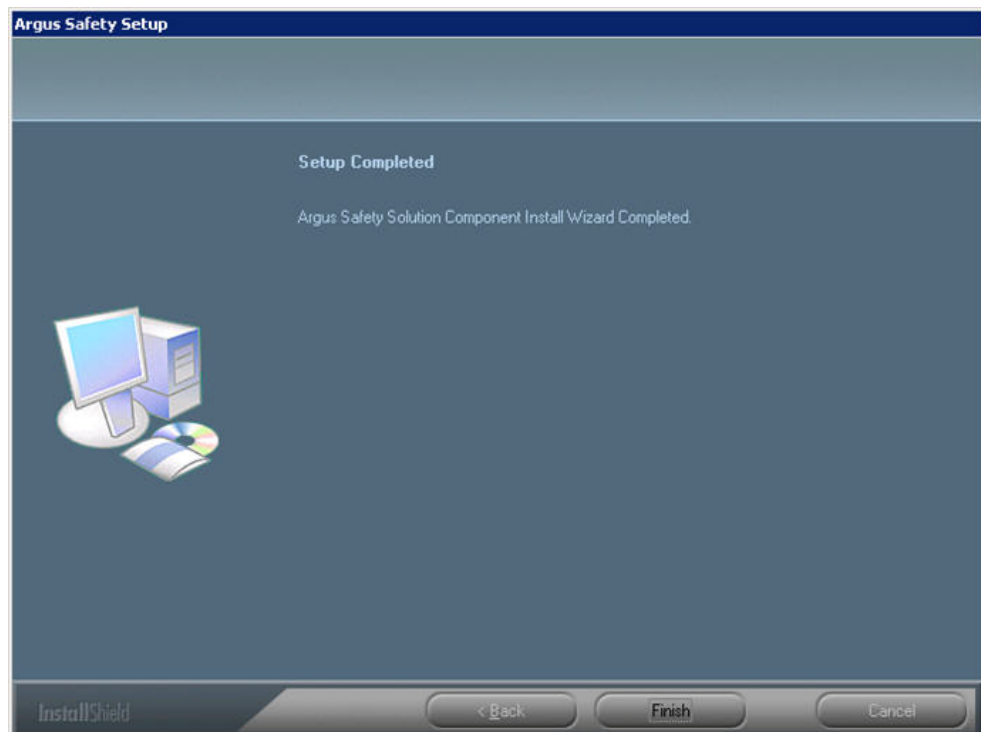 Argus Safety Setup
Setup Completed
Argus Safety Solution Component Install Wizard Completed.
InstallShield
< Back
Finish
Cancel